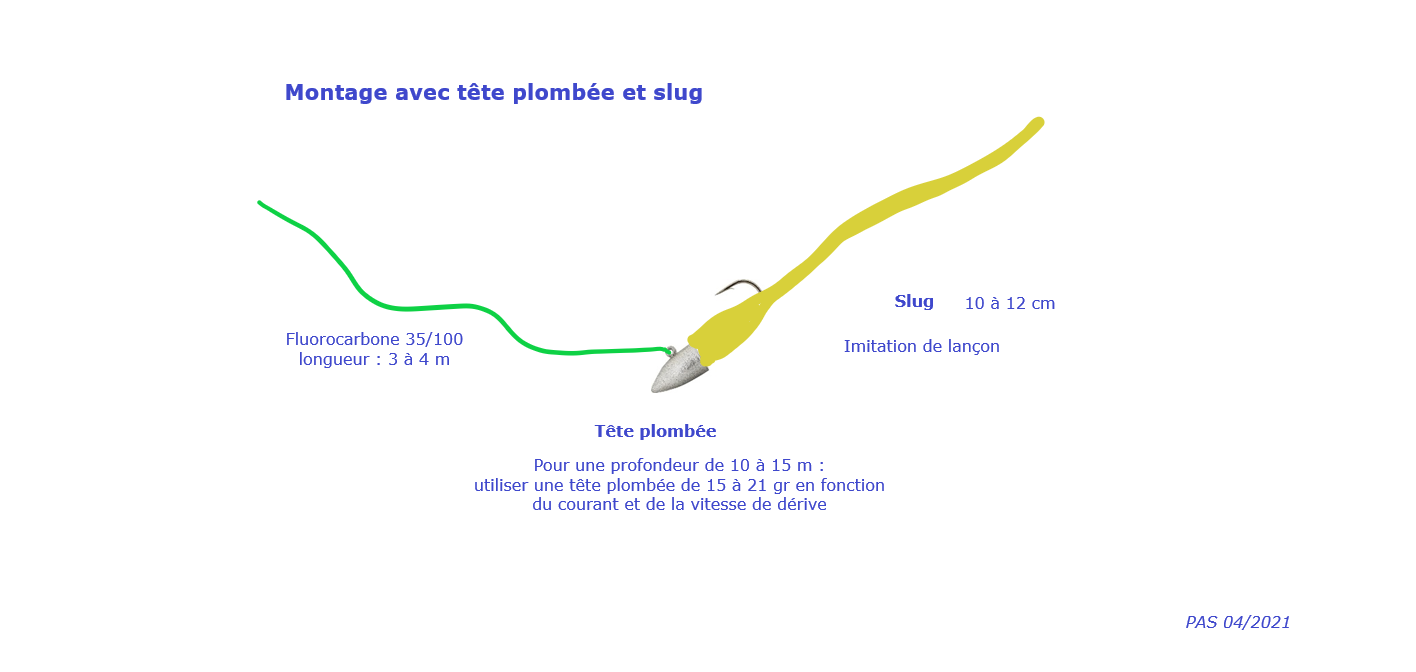 Montage avec tête plombée et slug
Slug 10 à 12 cm
Fluorocarbone 35/100
longueur : 3 à 4 m
Imitation de lançon
Tête plombée
Pour une profondeur de 10 à 15 m :
utiliser une tête plombée de 15 à 21 gr en fonction
du courant et de la vitesse de dérive
PAS 04/2021